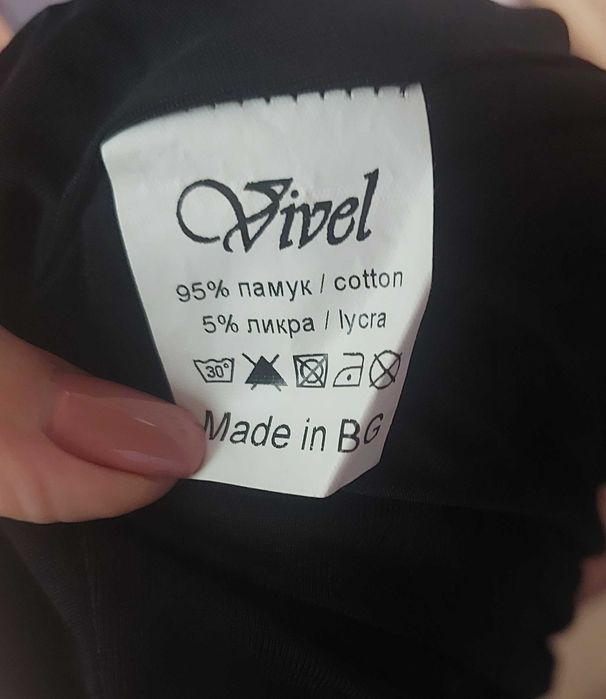 Vivel
95% памук / cotton
5% ликра / lycra
30°
Made in BG